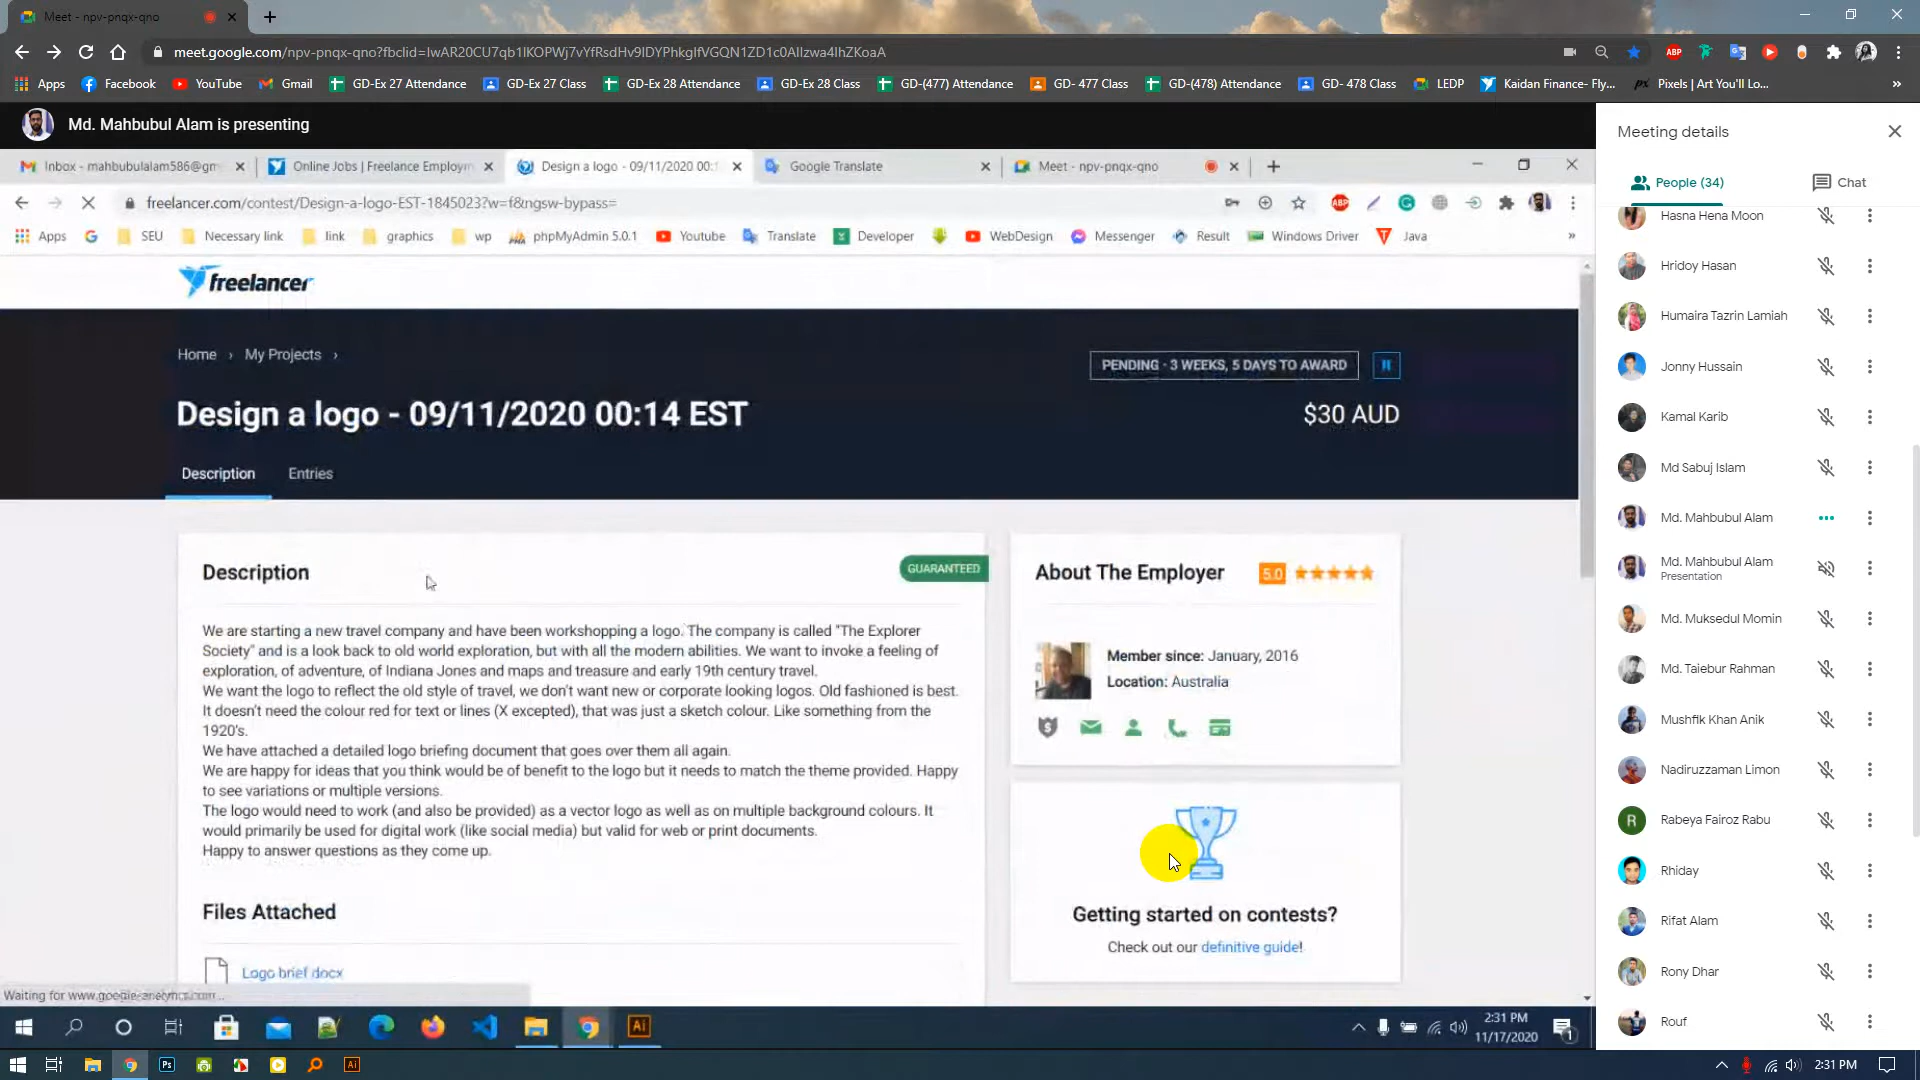 Meet - npv-pnqx-qno
meet.google.com/npv-pnqx-qno?fbclid=IwAR20CU7qb1lKOPWj7vYfRsdHv9lDYPhkgIfVGQN1ZD1c0AIlzwa4lhZKoaA
Apps Facebook YouTube Gmail GD-Ex 27 Attendance GD-Ex 27 Class GD-Ex 28 Attendance GD-Ex 28 Class GD-(477) Attendance GD- 477 Class GD-(478) Attendance GD- 478 Class LEDP Kaidan Finance- Fly... Pixels | Art You'll Lo... »
Md. Mahbubul Alam is presenting
Inbox - mahbubulalam586@gm Online Jobs | Freelance Employm Design a logo - 09/11/2020 00:1 Google Translate Meet - npv-pnqx-qno
freelancer.com/contest/Design-a-logo-EST-1845023?w=f&ngsw-bypass=
Apps SEU Necessary link link graphics wp phpMyAdmin 5.0.1 Youtube Translate Developer WebDesign Messenger Result Windows Driver Java »
freelancer
Home › My Projects ›
PENDING - 3 WEEKS, 5 DAYS TO AWARD
Design a logo - 09/11/2020 00:14 EST
$30 AUD
Description Entries
Description
GUARANTEED
We are starting a new travel company and have been workshopping a logo. The company is called "The Explorer
Society" and is a look back to old world exploration, but with all the modern abilities. We want to invoke a feeling of
exploration, of adventure, of Indiana Jones and maps and treasure and early 19th century travel.
We want the logo to reflect the old style of travel, we don't want new or corporate looking logos. Old fashioned is best.
It doesn't need the colour red for text or lines (X excepted), that was just a sketch colour. Like something from the
1920's.
We have attached a detailed logo briefing document that goes over them all again.
We are happy for ideas that you think would be of benefit to the logo but it needs to match the theme provided. Happy
to see variations or multiple versions.
The logo would need to work (and also be provided) as a vector logo as well as on multiple background colours. It
would primarily be used for digital work (like social media) but valid for web or print documents.
Happy to answer questions as they come up.
Files Attached
Logo brief docx
About The Employer
5.0
Member since: January, 2016
Location: Australia
Getting started on contests?
Check out our definitive guide!
Waiting for www.google-analytics.com...
2:31 PM
11/17/2020
1
Meeting details
People (34)
Chat
Hasna Hena Moon
Hridoy Hasan
Humaira Tazrin Lamiah
Jonny Hussain
Kamal Karib
Md Sabuj Islam
Md. Mahbubul Alam
Md. Mahbubul Alam
Presentation
Md. Muksedul Momin
Md. Taiebur Rahman
Mushfik Khan Anik
Nadiruzzaman Limon
R
Rabeya Fairoz Rabu
Rhiday
Rifat Alam
Rony Dhar
Rouf
2:31 PM